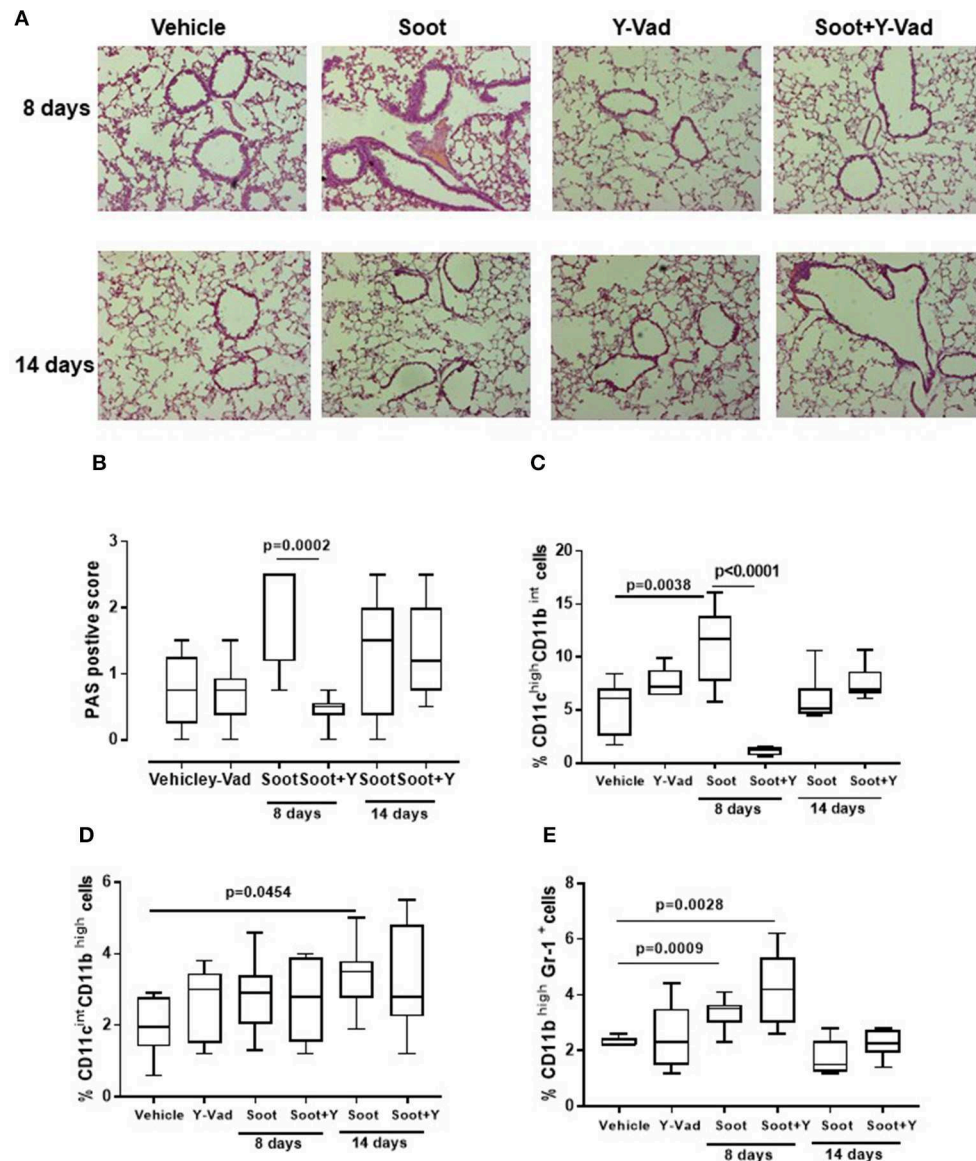 A
Vehicle Soot Y-Vad Soot+Y-Vad
8 days
14 days
B
PAS postive score
3
2
1
0
p=0.0002
Vehicley-Vad Soot Soot+Y Soot Soot+Y
8 days 14 days
C
% CD11c high CD11b int cells
20
15
10
5
0
p=0.0038
p<0.0001
Vehicle Y-Vad Soot Soot+Y Soot Soot+Y
8 days 14 days
D
% CD11c int CD11b high cells
6
4
2
0
p=0.0454
Vehicle Y-Vad Soot Soot+Y Soot Soot+Y
8 days 14 days
E
% CD11b high Gr-1 + cells
8
6
4
2
0
p=0.0028
p=0.0009
Vehicle Y-Vad Soot Soot+Y Soot Soot+Y
8 days 14 days